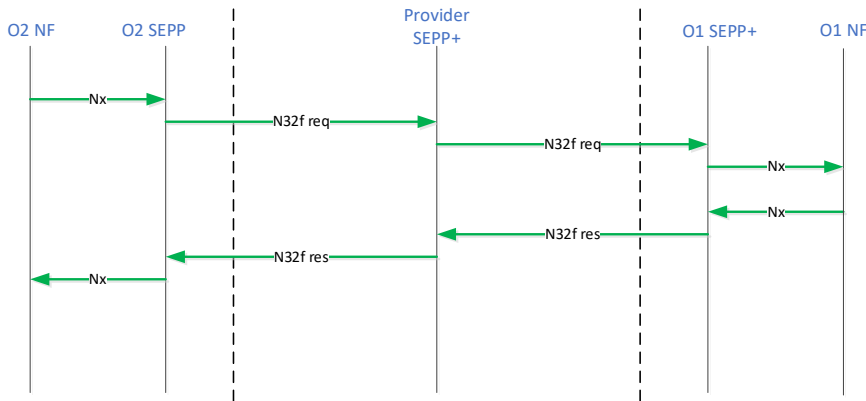 O2 NF
O2 SEPP
Provider
SEPP+
O1 SEPP+
O1 NF
Nx
N32f req
N32f req
Nx
Nx
N32f res
N32f res
Nx